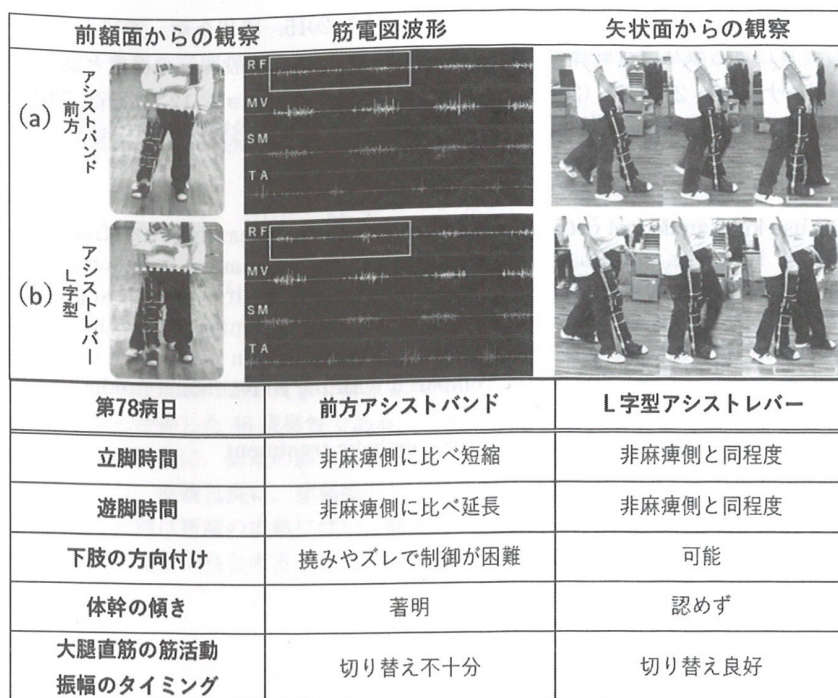 前額面からの観察 筋電図波形 矢状面からの観察
(a) アシストバンド
前方
RF
MV
SM
TA
(b) アシストレバー
L字型
RF
MV
SM
TA
第78病日 前方アシストバンド L字型アシストレバー
立脚時間 非麻痺側に比べ短縮 非麻痺側と同程度
遊脚時間 非麻痺側に比べ延長 非麻痺側と同程度
下肢の方向付け 撓みやズレで制御が困難 可能
体幹の傾き 著明 認めず
大腿直筋の筋活動
振幅のタイミング 切り替え不十分 切り替え良好